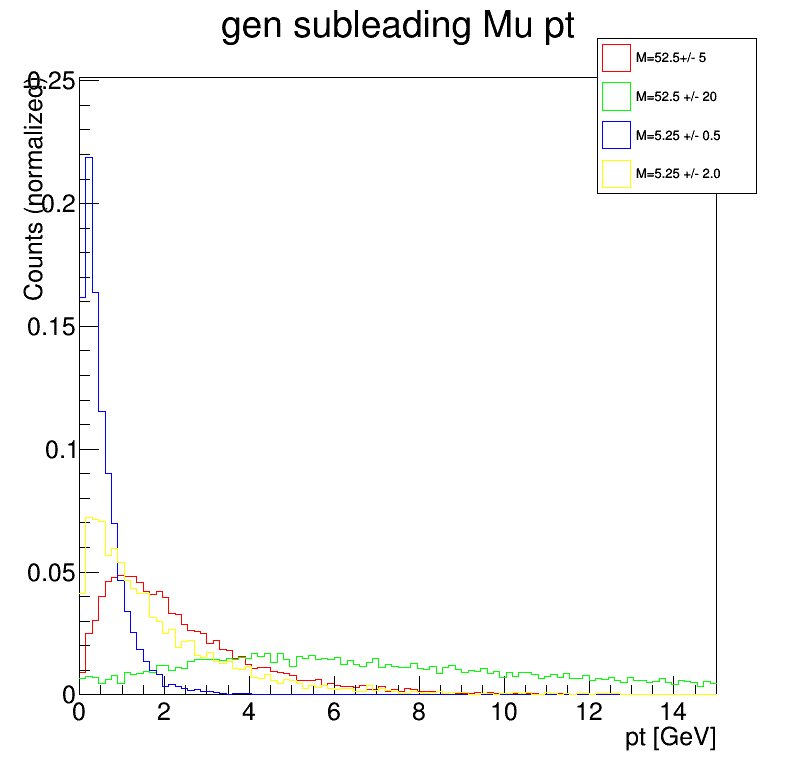 gen subleading Mu pt
M=52.5+/- 5
M=52.5 +/- 20
M=5.25 +/- 0.5
M=5.25 +/- 2.0
Counts (normalized)
0.25
0.2
0.15
0.1
0.05
0
0 2 4 6 8 10 12 14
pt [GeV]